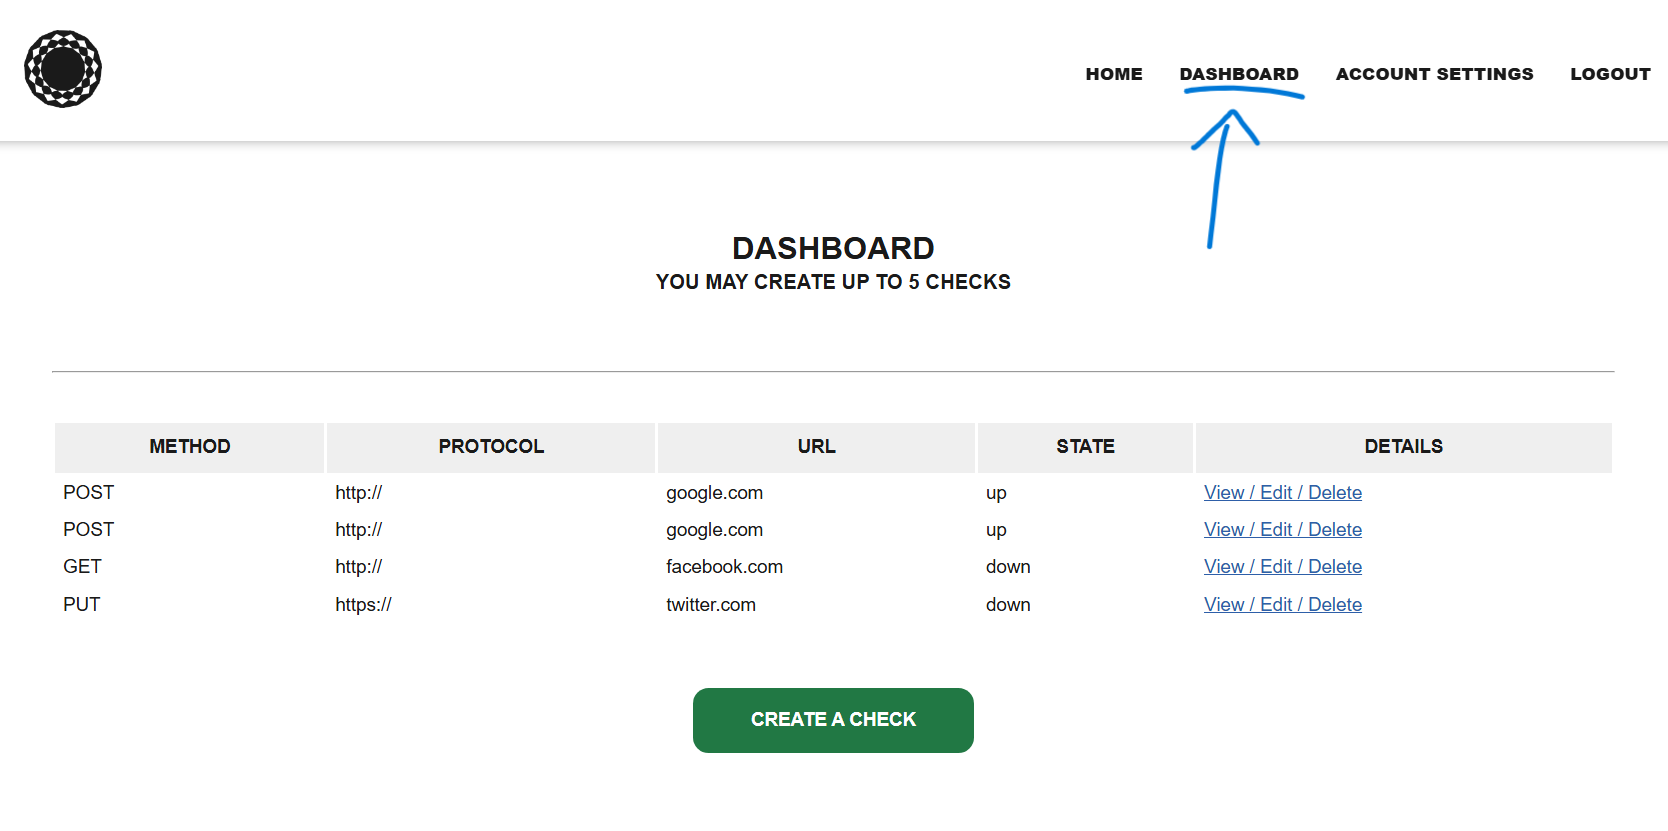 HOME DASHBOARD ACCOUNT SETTINGS LOGOUT
DASHBOARD
YOU MAY CREATE UP TO 5 CHECKS
METHOD PROTOCOL URL STATE DETAILS
POST http:// google.com up View / Edit / Delete
POST http:// google.com up View / Edit / Delete
GET http:// facebook.com down View / Edit / Delete
PUT https:// twitter.com down View / Edit / Delete
CREATE A CHECK